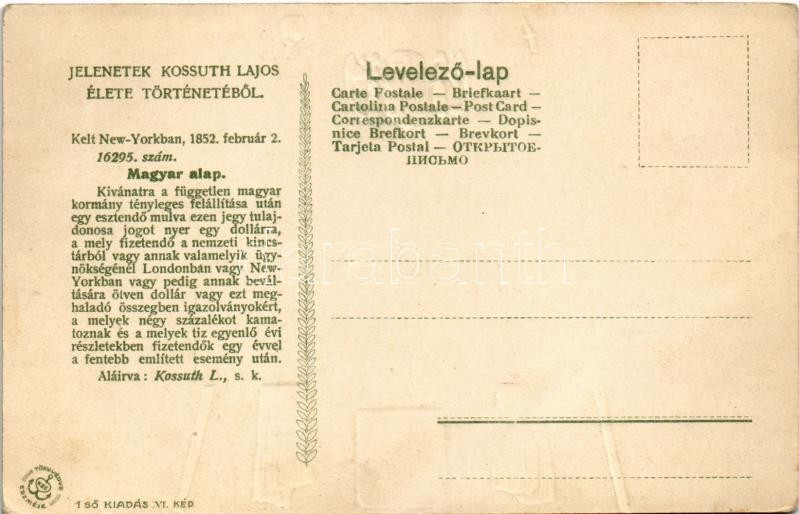 JELENETEK KOSSUTH LAJOS
ÉLETE TÖRTÉNETÉBŐL.
Kelt New-Yorkban, 1852. február 2.
16295. szám.
Magyar alap.
Kivánatra a független magyar
kormány tényleges felállítása után
egy esztendő mulva ezen jegy tulaj-
donosa jogot nyer egy dollárra,
a mely fizetendő a nemzeti kincs-
tárból vagy annak valamelyik ügy-
nökségénél Londonban vagy New-
Yorkban vagy pedig annak bevál-
tására ötven dollár vagy ezt meg-
haladó összegben igazolványokért,
a melyek négy százalékot kama-
toznak és a melyek tiz egyenlő évi
részletekben fizetendők egy évvel
a fentebb említett esemény után.
Aláirva: Kossuth L., s. k.
TÖRV. VÉDVE
1 SŐ KIADÁS VI. KÉP
Levelező-lap
Carte Postale — Briefkaart —
Cartolina Postale — Post Card —
Correspondenzkarte — Dopis-
nice Brefkort — Brevkort —
Tarjeta Postal — ОТКРЫТОЕ-
ПИСЬМО
darabanth